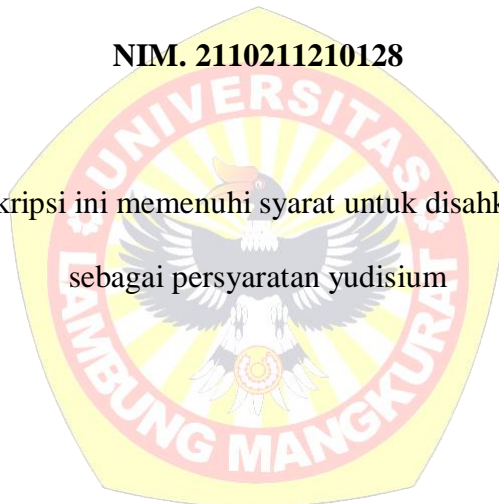 NIM. 2110211210128
UNIVERSITAS
kripsi ini memenuhi syarat untuk disahk
sebagai persyaratan yudisium
LAMBUNG MANGKURAT